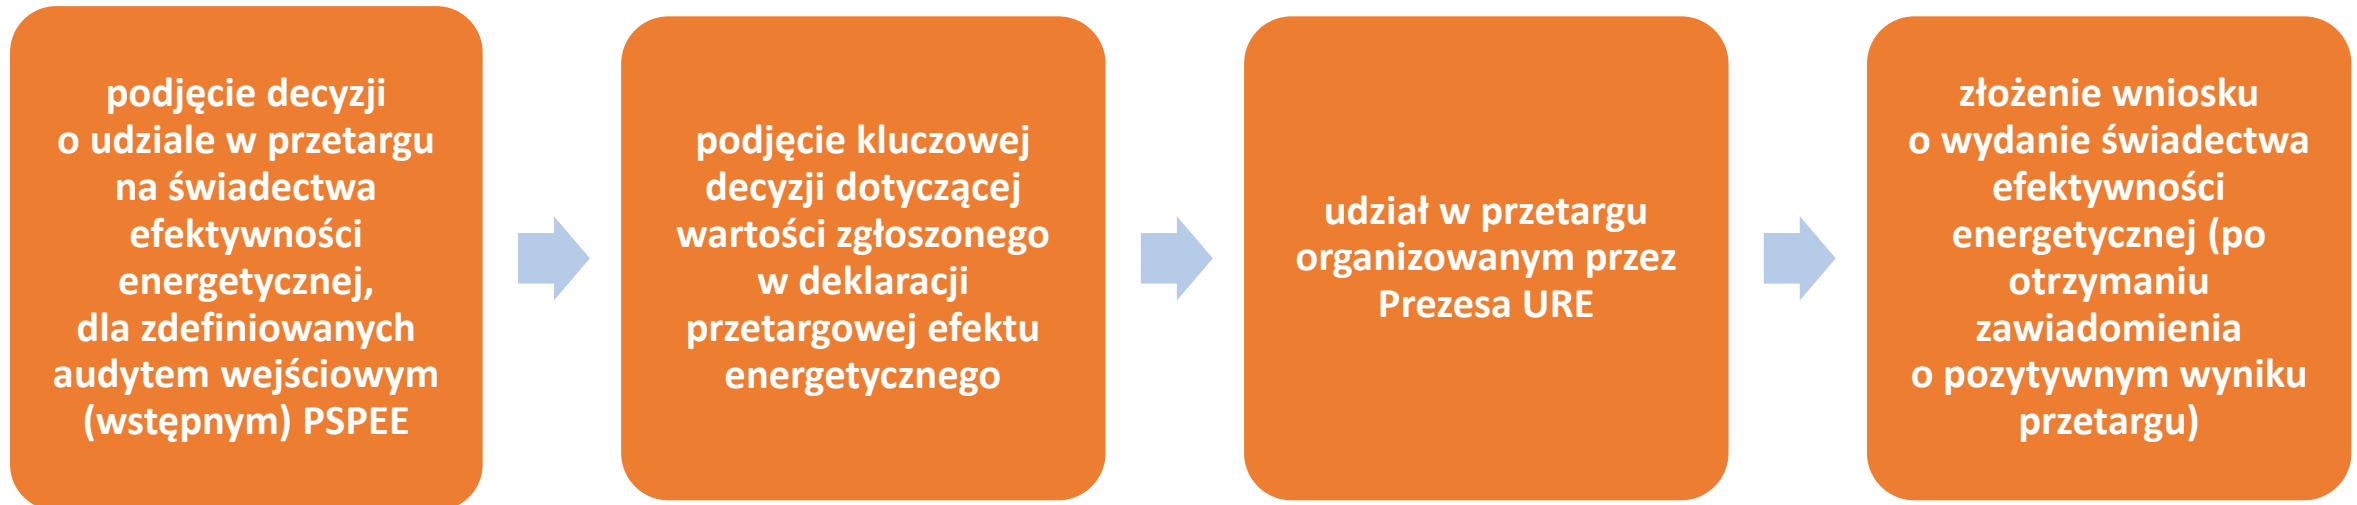 podjęcie decyzji
o udziale w przetargu
na świadectwa
efektywności
energetycznej,
dla zdefiniowanych
audytem wejściowym
(wstępnym) PSPEE
podjęcie kluczowej
decyzji dotyczącej
wartości zgłoszonego
w deklaracji
przetargowej efektu
energetycznego
udział w przetargu
organizowanym przez
Prezesa URE
złożenie wniosku
o wydanie świadectwa
efektywności
energetycznej (po
otrzymaniu
zawiadomienia
o pozytywnym wyniku
przetargu)